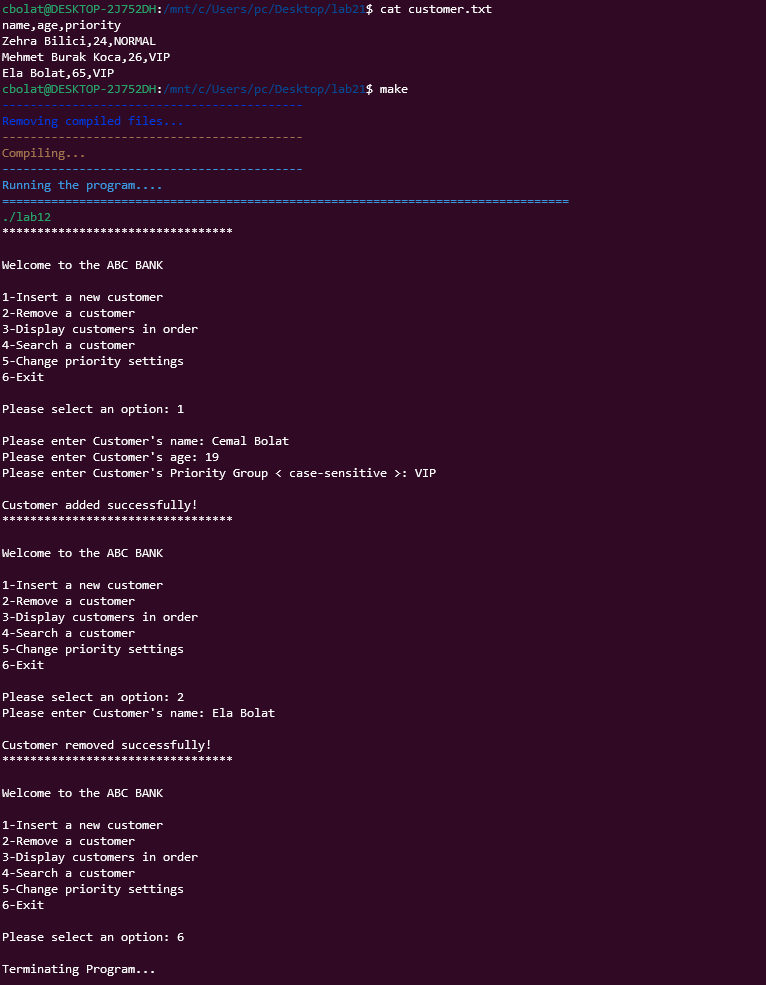 cbolat@DESKTOP-2J752DH:/mnt/c/Users/pc/Desktop/lab21$ cat customer.txt
name,age,priority
Zehra Bilici,24,NORMAL
Mehmet Burak Koca,26,VIP
Ela Bolat,65,VIP
cbolat@DESKTOP-2J752DH:/mnt/c/Users/pc/Desktop/lab21$ make
-------------------------------------------
Removing compiled files...
-------------------------------------------
Compiling...
-------------------------------------------
Running the program....
=================================================================================
./lab12
*********************************
Welcome to the ABC BANK
1-Insert a new customer
2-Remove a customer
3-Display customers in order
4-Search a customer
5-Change priority settings
6-Exit
Please select an option: 1
Please enter Customer's name: Cemal Bolat
Please enter Customer's age: 19
Please enter Customer's Priority Group < case-sensitive >: VIP
Customer added successfully!
*********************************
Welcome to the ABC BANK
1-Insert a new customer
2-Remove a customer
3-Display customers in order
4-Search a customer
5-Change priority settings
6-Exit
Please select an option: 2
Please enter Customer's name: Ela Bolat
Customer removed successfully!
*********************************
Welcome to the ABC BANK
1-Insert a new customer
2-Remove a customer
3-Display customers in order
4-Search a customer
5-Change priority settings
6-Exit
Please select an option: 6
Terminating Program...